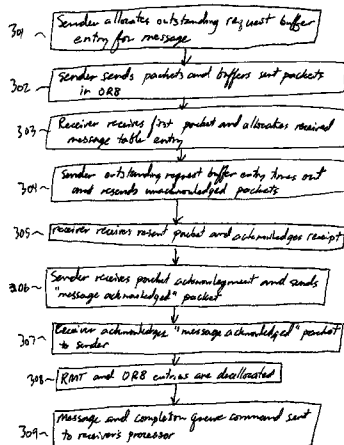 301
Sender allocates outstanding request buffer
entry for message
302
Sender sends packets and buffers sent packets
in ORB
303
Receiver receives first packet and allocates received
message table entry
304
Sender outstanding request buffer entry times out
and resends unacknowledged packets
305
receiver receives resent packet and acknowledges receipt
306
Sender receives packet acknowledgment and sends
"message acknowledged" packet
307
Receiver acknowledges "message acknowledged" packet
to sender
308
RMT and ORB entries are deallocated
309
Message and completion queue command sent
to receiver's processor